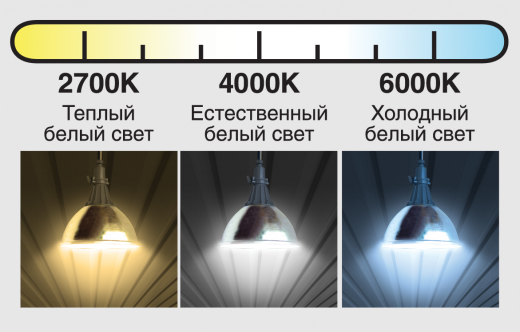 2700K 4000K 6000K
Теплый Естественный Холодный
белый свет белый свет белый свет